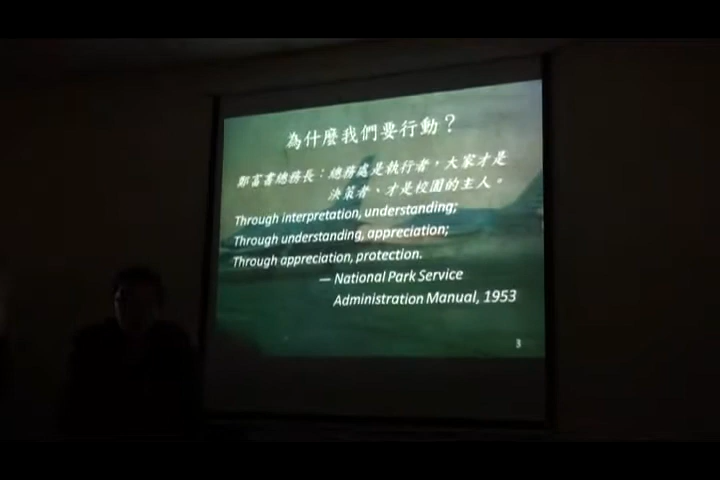 為什麼我們要行動？
鄭富書總務長：總務處是執行者，大家才是
決策者、才是校園的主人。
Through interpretation, understanding;
Through understanding, appreciation;
Through appreciation, protection.
— National Park Service
Administration Manual, 1953
3